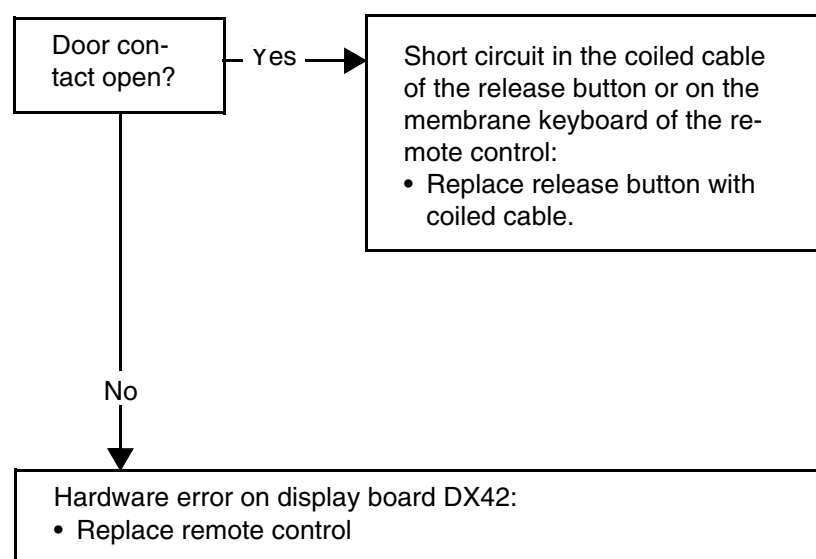 Door con-
tact open?
Yes
Short circuit in the coiled cable
of the release button or on the
membrane keyboard of the re-
mote control:
• Replace release button with
coiled cable.
No
Hardware error on display board DX42:
• Replace remote control